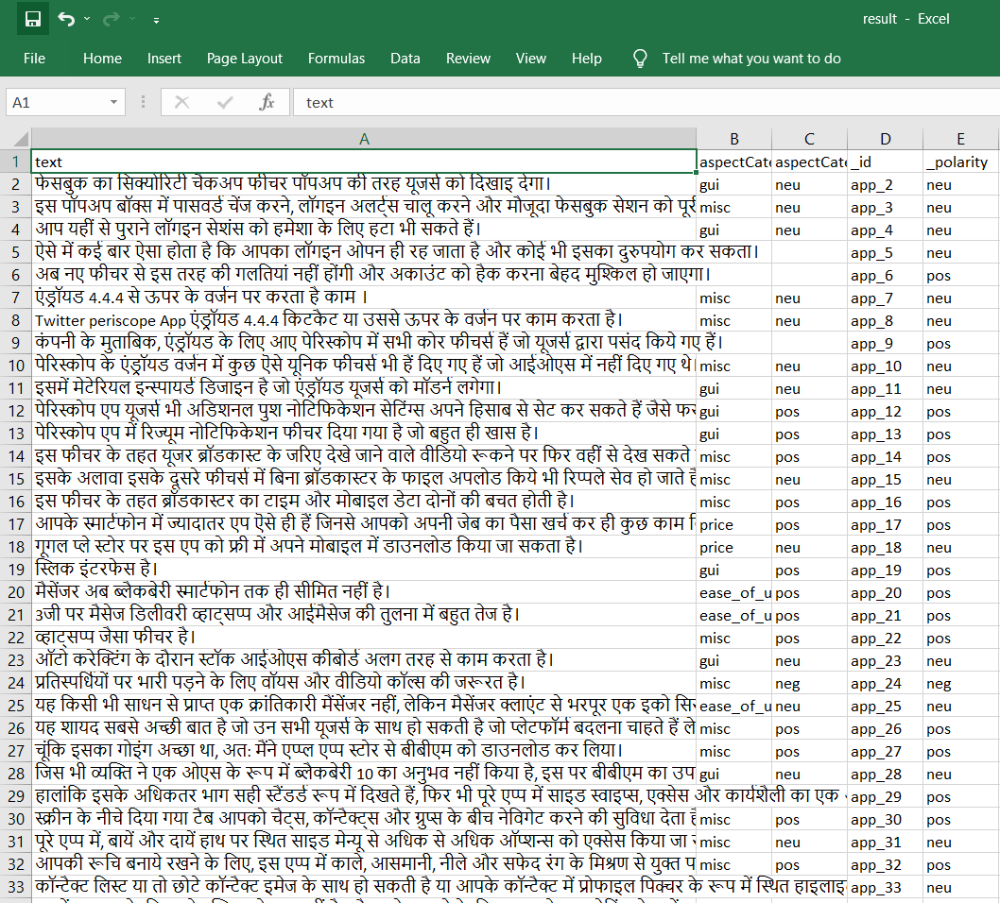 result - Excel
File Home Insert Page Layout Formulas Data Review View Help Tell me what you want to do
A1 fx text
A B C D E
1 text aspectCate aspectCate _id _polarity
2 फेसबुक का सिक्योरिटी चेकअप फीचर पॉपअप की तरह यूजर्स को दिखाइ देगा। gui neu app_2 neu
3 इस पॉपअप बॉक्स में पासवर्ड चेंज करने, लॉगइन अलर्ट्स चालू करने और मौजूदा फेसबुक सेशन को पूरी misc neu app_3 neu
4 आप यहीं से पुराने लॉगइन सेशंस को हमेशा के लिए हटा भी सकते हैं। gui neu app_4 neu
5 ऐसे में कई बार ऐसा होता है कि आपका लॉगइन ओपन ही रह जाता है और कोई भी इसका दुरुपयोग कर सकता। app_5 neu
6 अब नए फीचर से इस तरह की गलतियां नहीं होंगी और अकाउंट को हैक करना बेहद मुश्किल हो जाएगा। app_6 pos
7 एंड्रॉयड 4.4.4 से ऊपर के वर्जन पर करता है काम । misc neu app_7 neu
8 Twitter periscope App एंड्रॉयड 4.4.4 किटकैट या उससे ऊपर के वर्जन पर काम करता है। misc neu app_8 neu
9 कंपनी के मुताबिक, एंड्रॉयड के लिए आए पेरिस्कोप में सभी कोर फीचर्स हैं जो यूजर्स द्वारा पसंद किये गए हैं। app_9 pos
10 पेरिस्कोप के एंड्रॉयड वर्जन में कुछ ऐसे यूनिक फीचर्स भी हैं दिए गए हैं जो आईओएस में नहीं दिए गए थे। misc neu app_10 neu
11 इसमें मेटेरियल इन्स्पायर्ड डिजाइन है जो एंड्रॉयड यूजर्स को मॉडर्न लगेगा। gui neu app_11 neu
12 पेरिस्कोप एप यूजर्स भी अडिशनल पुश नोटिफिकेशन सेटिंग्स अपने हिसाब से सेट कर सकते हैं जैसे फर gui pos app_12 pos
13 पेरिस्कोप एप में रिज्यूम नोटिफिकेशन फीचर दिया गया है जो बहुत ही खास है। gui pos app_13 pos
14 इस फीचर के तहत यूजर ब्रॉडकास्ट के जरिए देखे जाने वाले वीडियो रूकने पर फिर वहीं से देख सकते misc pos app_14 pos
15 इसके अलावा इसके दूसरे फीचर्स में बिना ब्रॉडकास्टर के फाइल अपलोड किये भी रिप्पले सेव हो जाते है misc neu app_15 neu
16 इस फीचर के तहत ब्रॉडकास्टर का टाइम और मोबाइल डेटा दोनों की बचत होती है। misc pos app_16 pos
17 आपके स्मार्टफोन में ज्यादातर एप ऐसे ही हैं जिनसे आपको अपनी जेब का पैसा खर्च कर ही कुछ काम price pos app_17 pos
18 गूगल प्ले स्टोर पर इस एप को फ्री में अपने मोबाइल में डाउनलोड किया जा सकता है। price neu app_18 neu
19 स्लिक इंटरफेस है। gui pos app_19 pos
20 मैसेंजर अब ब्लैकबेरी स्मार्टफोन तक ही सीमित नहीं है। ease_of_u pos app_20 pos
21 3जी पर मैसेज डिलीवरी व्हाट्सप्प और आईमैसेज की तुलना में बहुत तेज है। ease_of_u pos app_21 pos
22 व्हाट्सप्प जैसा फीचर है। misc pos app_22 pos
23 ऑटो करेक्टिंग के दौरान स्टॉक आईओएस कीबोर्ड अलग तरह से काम करता है। gui neu app_23 neu
24 प्रतिस्पर्धियों पर भारी पड़ने के लिए वॉयस और वीडियो कॉल्स की जरूरत है। misc neg app_24 neg
25 यह किसी भी साधन से प्राप्त एक क्रांतिकारी मैंसेंजर नहीं, लेकिन मैसेंजर क्लाएंट से भरपूर एक इको ease_of_u neu app_25 neu
26 यह शायद सबसे अच्छी बात है जो उन सभी यूजर्स के साथ हो सकती है जो प्लेटफॉर्म बदलना चाहते हैं ले misc pos app_26 pos
27 चूंकि इसका गोइंग अच्छा था, अत: मैंने एप्प्ल एप्प स्टोर से बीबीएम को डाउनलोड कर लिया। misc pos app_27 pos
28 जिस भी व्यक्ति ने एक ओएस के रूप में ब्लैकबेरी 10 का अनुभव नहीं किया है, इस पर बीबीएम का उप gui neu app_28 neu
29 हालांकि इसके अधिकतर भाग सही स्टैंडर्ड रूप में दिखते हैं, फिर भी पूरे एप्प में साइड स्वाइप्स, एक्सेस और कार्यशैली का एक app_29 pos
30 स्क्रीन के नीचे दिया गया टैब आपको चैट्स, कॉन्टैक्ट्स और ग्रुप्स के बीच नेविगेट करने की सुविधा देता है misc pos app_30 pos
31 पूरे एप्प में, बायें और दायें हाथ पर स्थित साइड मेन्यू से अधिक से अधिक ऑप्शन्स को एक्सेस किया जा misc neu app_31 neu
32 आपकी रूचि बनाये रखने के लिए, इस एप्प में काले, आसमानी, नीले और सफेद रंग के मिश्रण से युक्त प misc pos app_32 pos
33 कॉन्टैक्ट लिस्ट या तो छोटे कॉन्टैक्ट इमेज के साथ हो सकती है या आपके कॉन्टैक्ट में प्रोफाइल पिक्चर के रूप में स्थित हाइलाइ app_33 neu